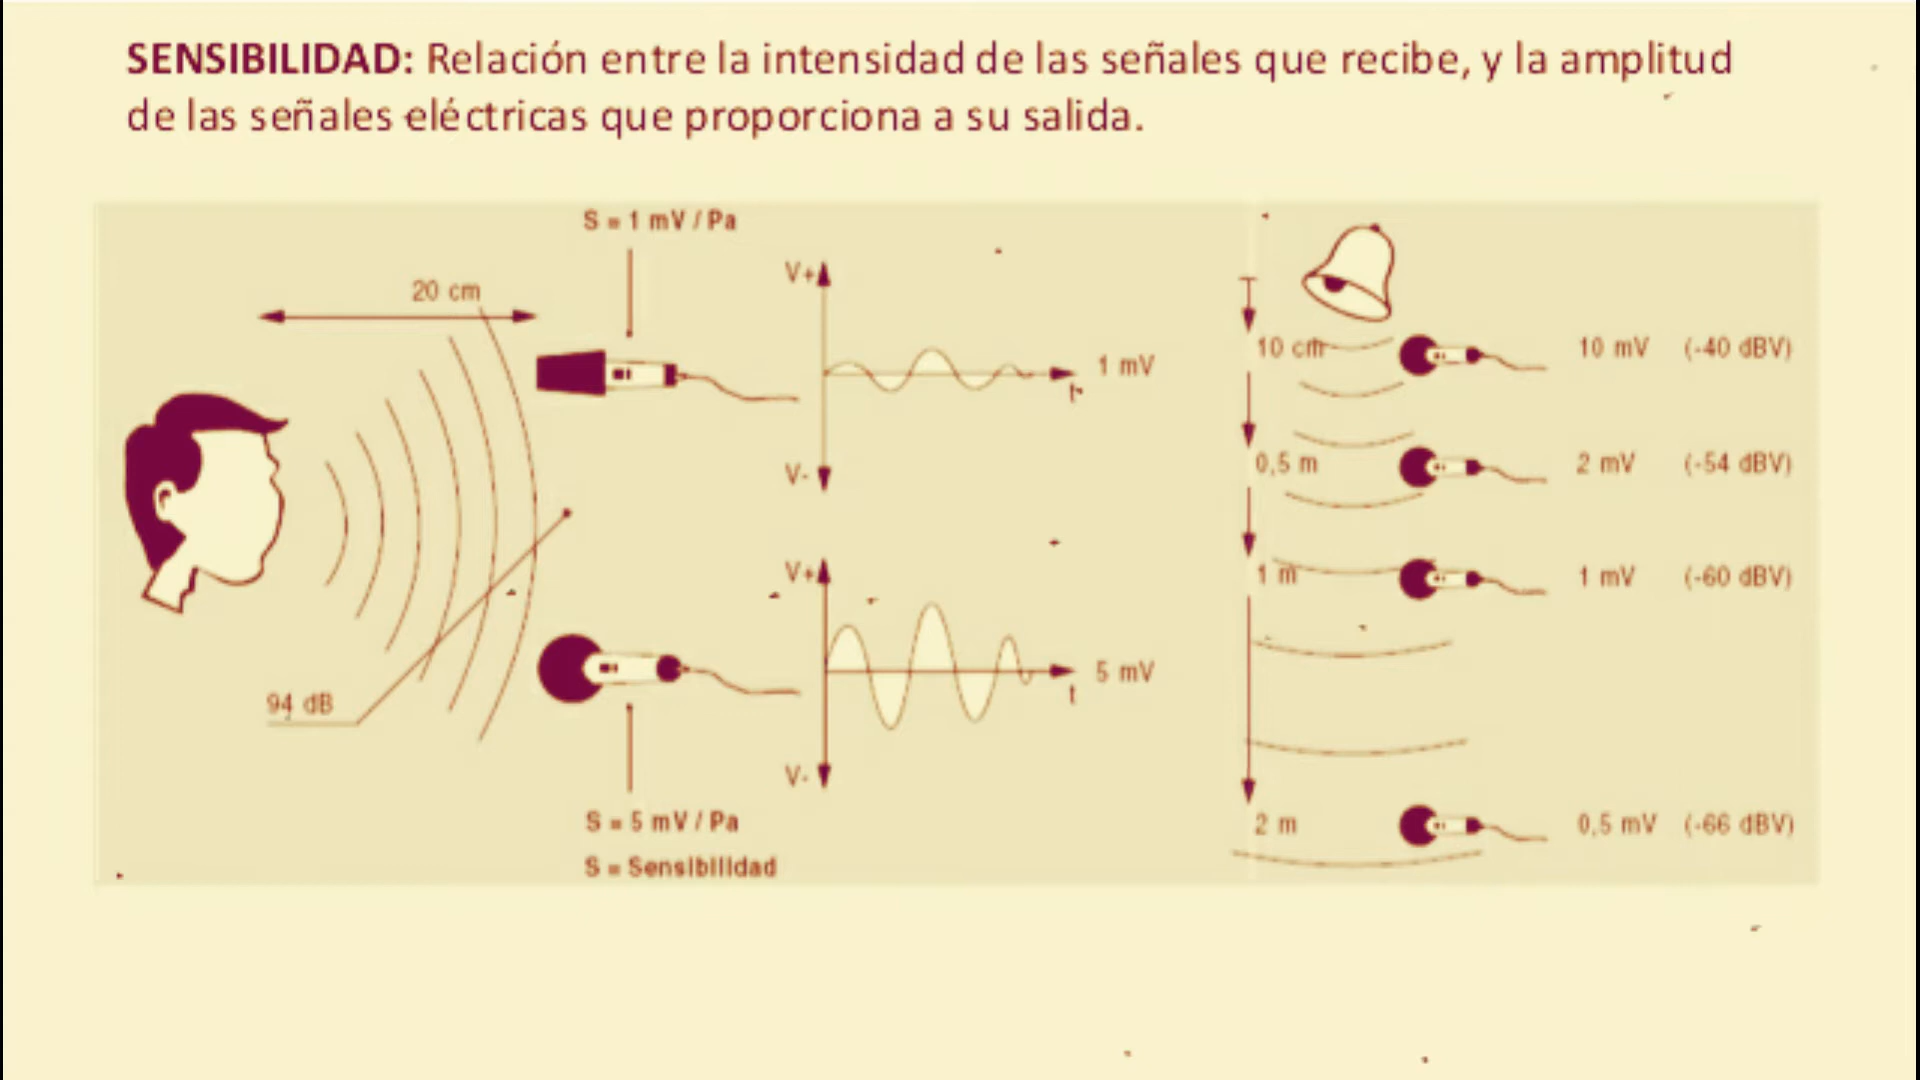 SENSIBILIDAD: Relación entre la intensidad de las señales que recibe, y la amplitud
de las señales eléctricas que proporciona a su salida.
S = 1 mV / Pa
20 cm
V+
1 mV
t
V-
94 dB
V+
5 mV
t
V-
S = 5 mV / Pa
S = Sensibilidad
10 cm
10 mV (-40 dBV)
0,5 m
2 mV (-54 dBV)
1 m
1 mV (-60 dBV)
2 m
0,5 mV (-66 dBV)